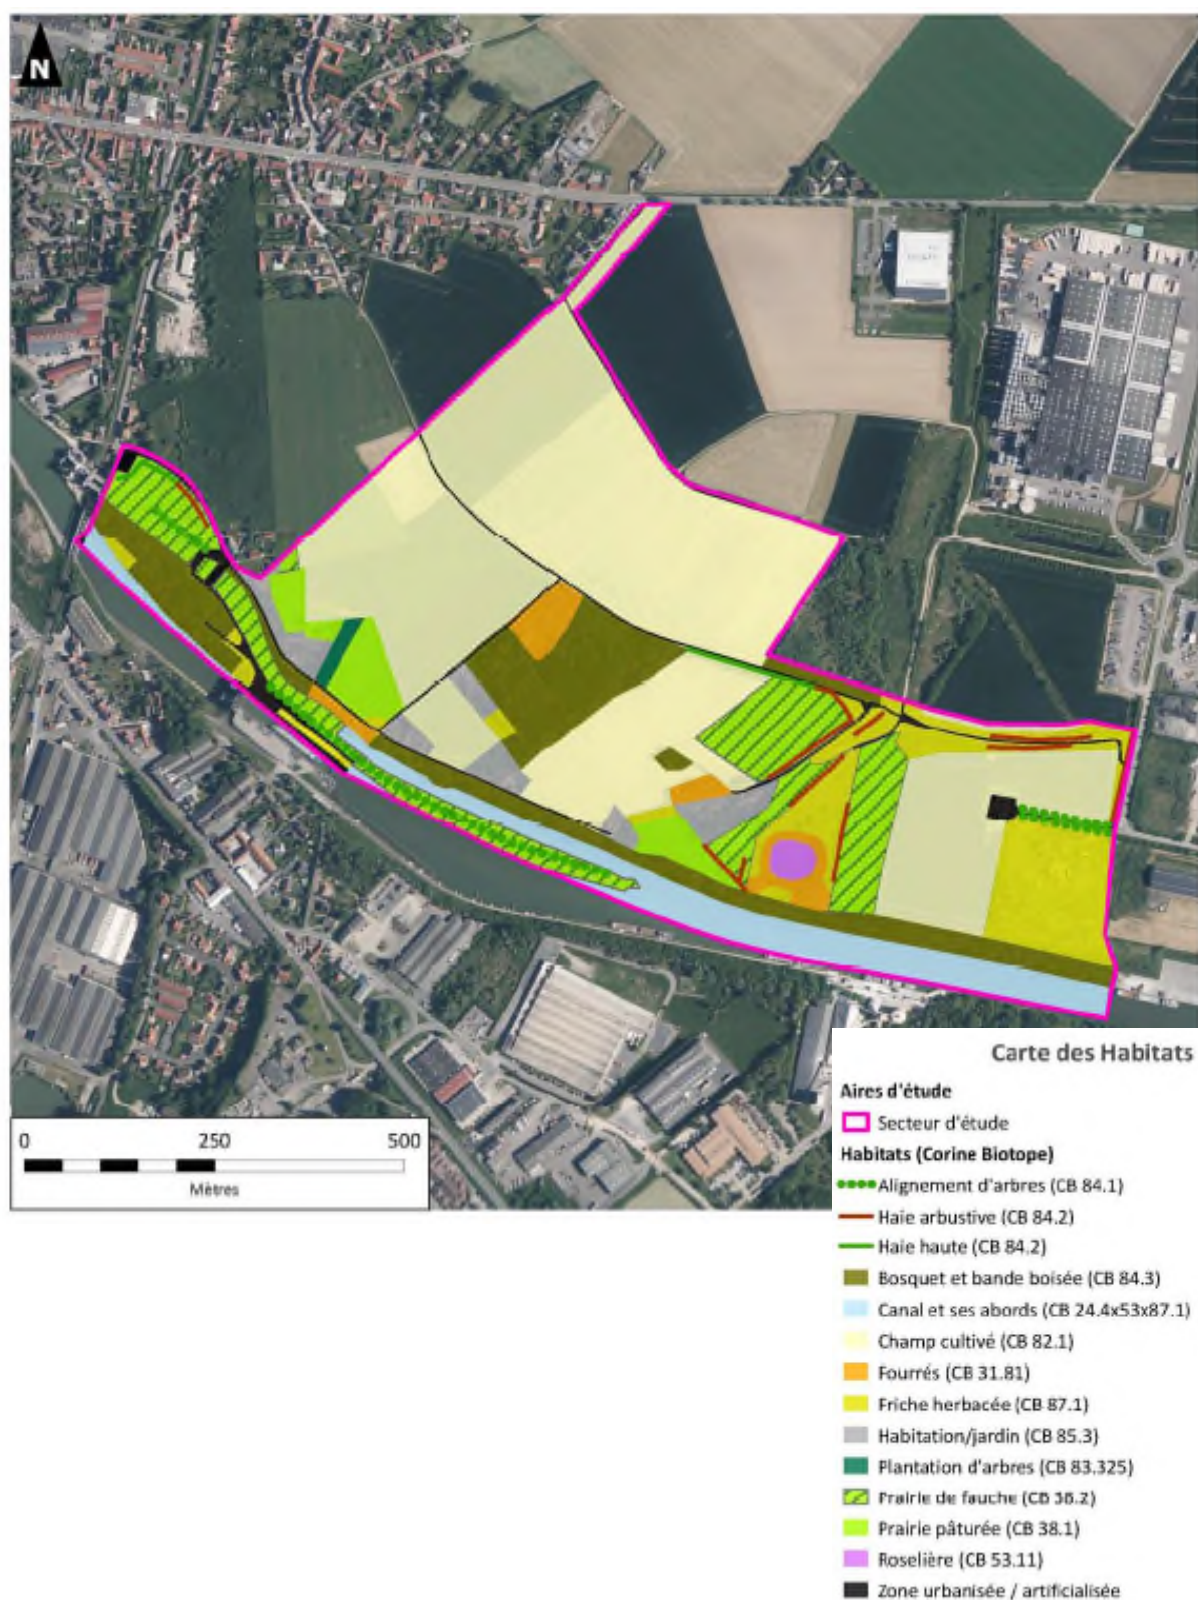 N
0 250 500
Mètres
Carte des Habitats
Aires d'étude
Secteur d'étude
Habitats (Corine Biotope)
Alignement d'arbres (CB 84.1)
Haie arbustive (CB 84.2)
Haie haute (CB 84.2)
Bosquet et bande boisée (CB 84.3)
Canal et ses abords (CB 24.4x53x87.1)
Champ cultivé (CB 82.1)
Fourrés (CB 31.81)
Friche herbacée (CB 87.1)
Habitation/jardin (CB 85.3)
Plantation d'arbres (CB 83.325)
Prairie de fauche (CB 38.2)
Prairie pâturée (CB 38.1)
Roselière (CB 53.11)
Zone urbanisée / artificialisée